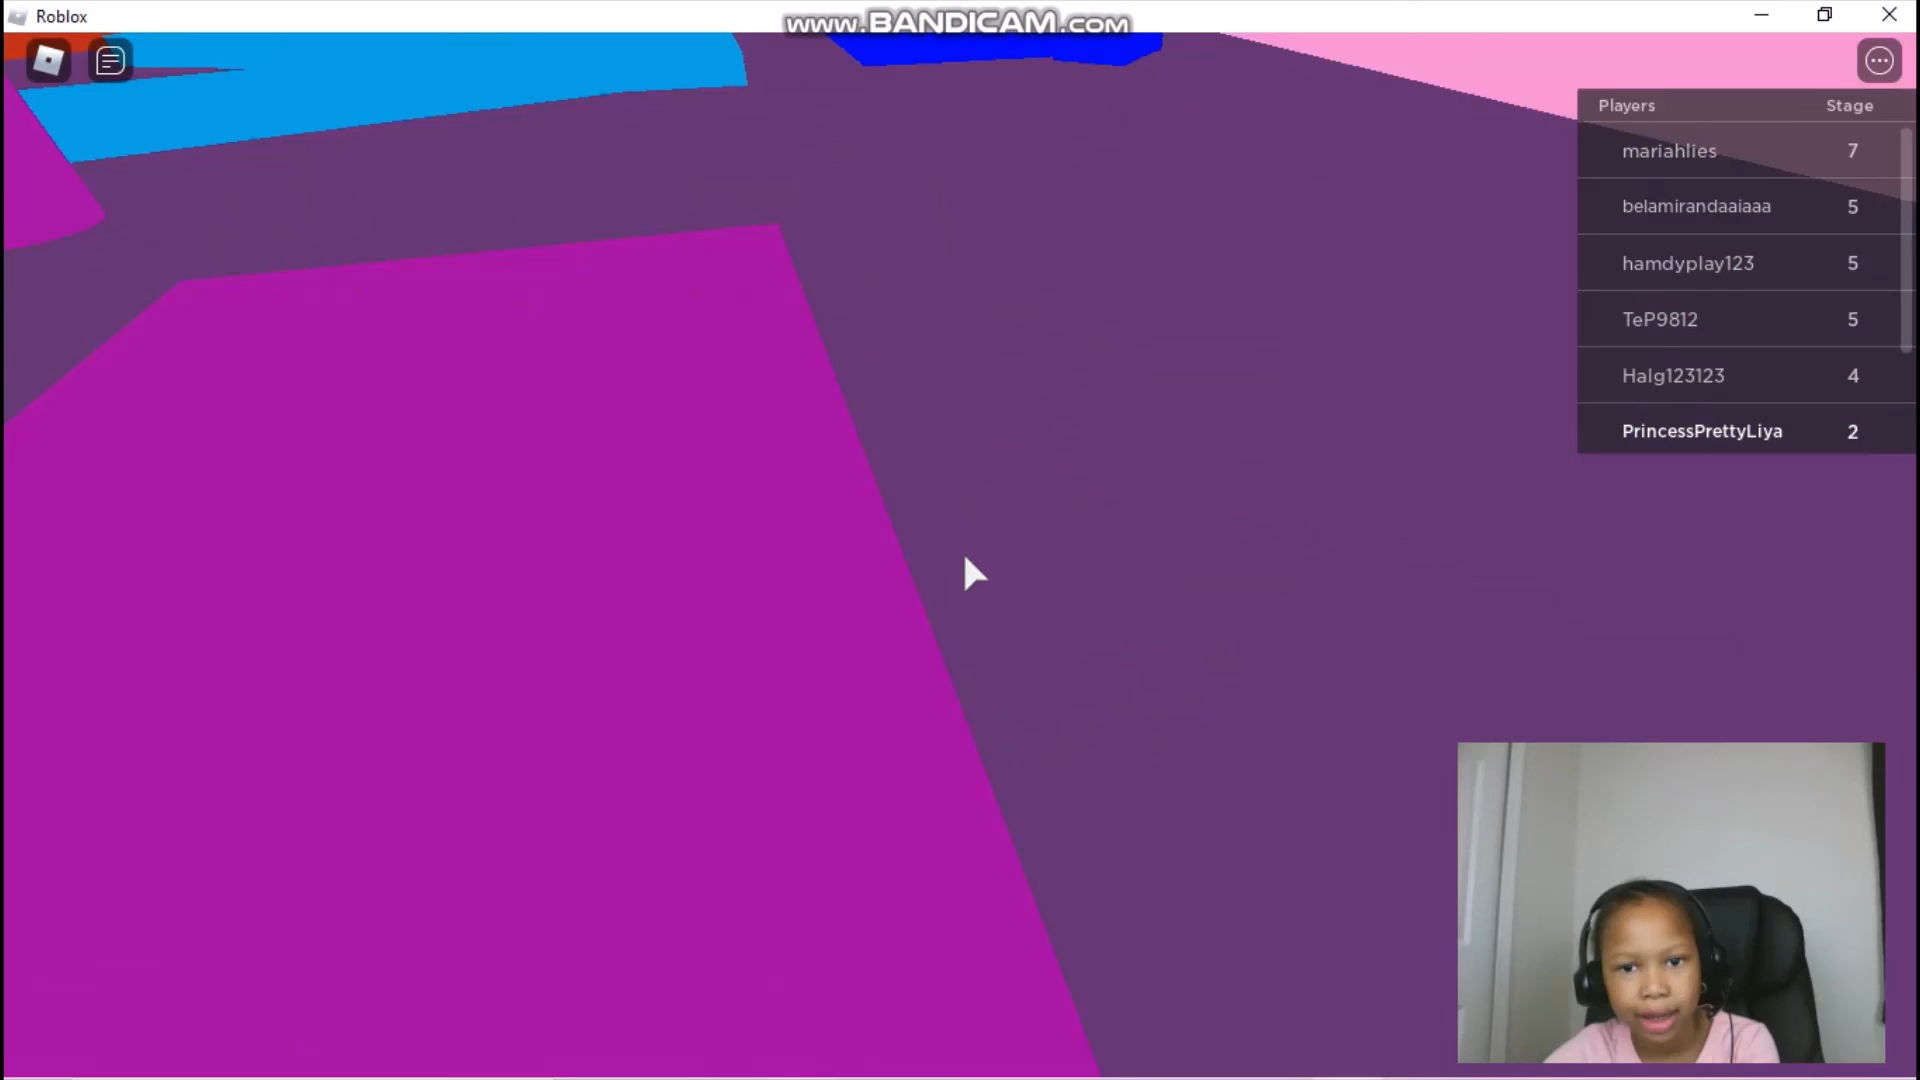 Roblox
www.BANDICAM.com
Players Stage
mariahlies 7
belamirandaaiaaa 5
hamdyplay123 5
TeP9812 5
Halg123123 4
PrincessPrettyLiya 2